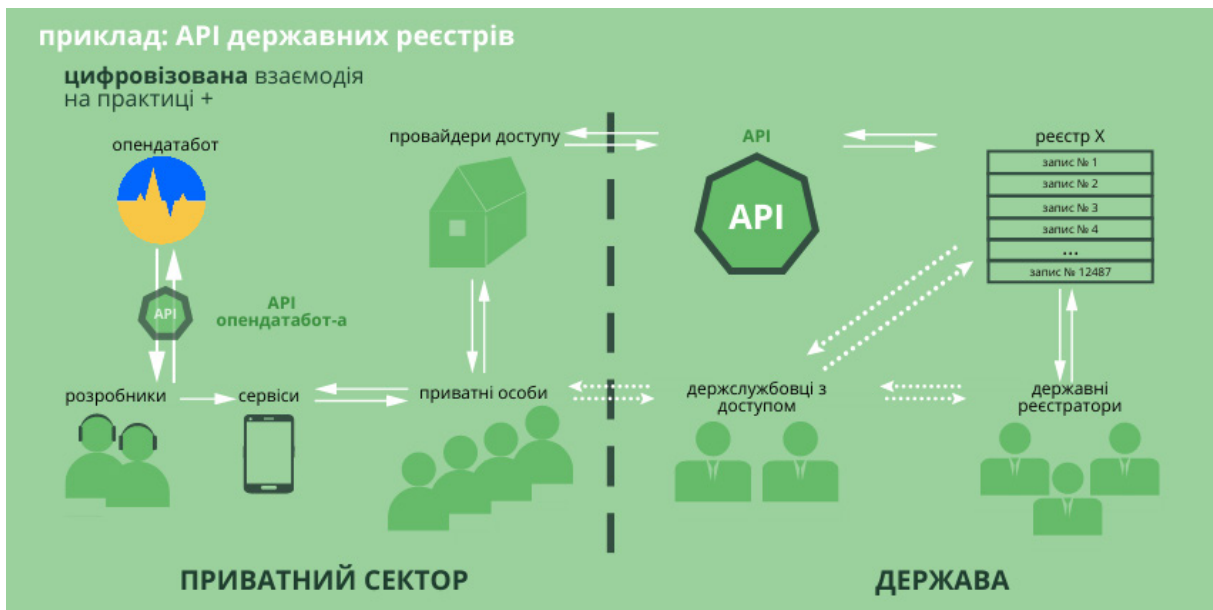 приклад: API державних реєстрів
цифровізована взаємодія
на практиці +
опендатабот
провайдери доступу
API
реєстр X
запис № 1
запис № 2
запис № 3
запис № 4
...
запис № 12487
API
API
API
опендатабот-а
розробники
сервіси
приватні особи
держслужбовці з
доступом
державні
реєстратори
ПРИВАТНИЙ СЕКТОР
ДЕРЖАВА